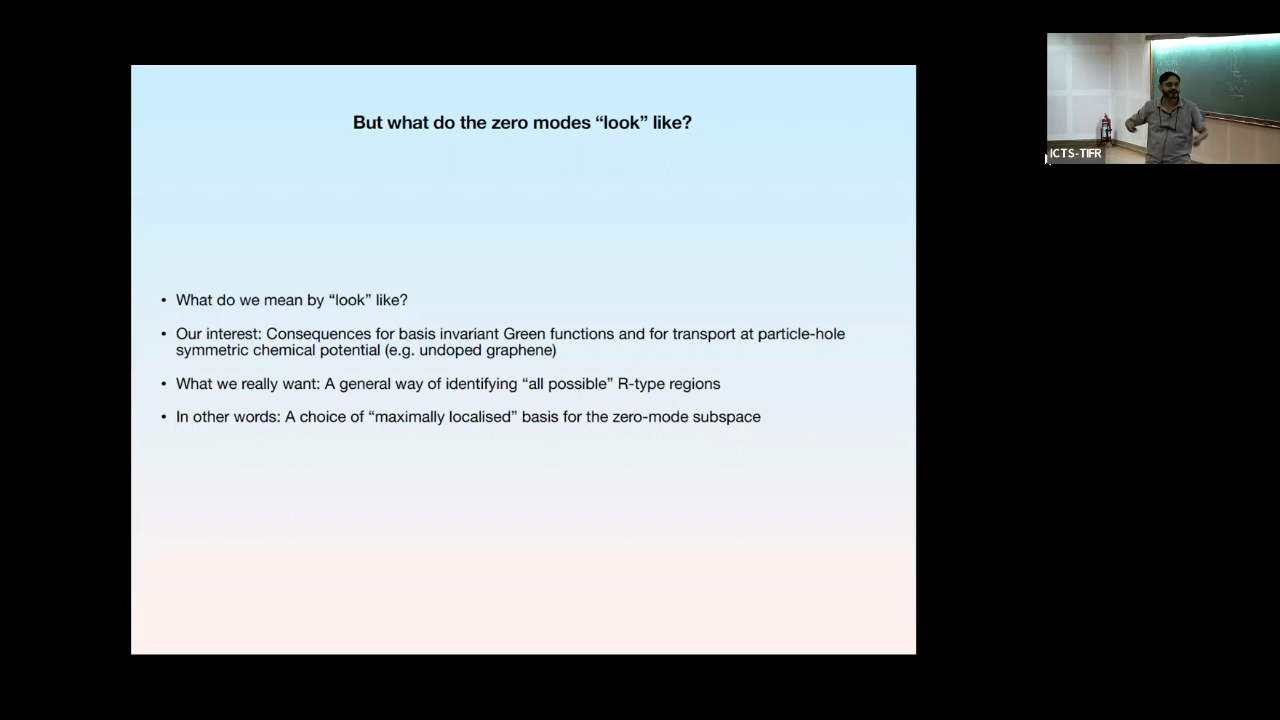 But what do the zero modes “look” like?
• What do we mean by “look” like?
• Our interest: Consequences for basis invariant Green functions and for transport at particle-hole
symmetric chemical potential (e.g. undoped graphene)
• What we really want: A general way of identifying “all possible” R-type regions
• In other words: A choice of “maximally localised” basis for the zero-mode subspace
ICTS-TIFR